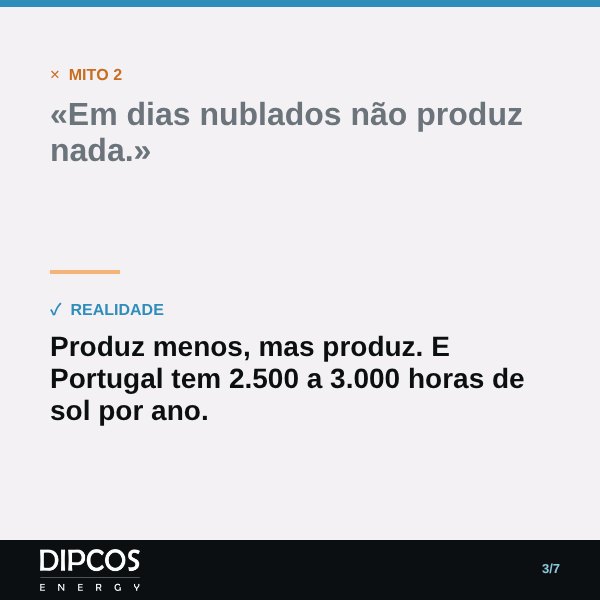 × MITO 2
«Em dias nublados não produz
nada.»
✓ REALIDADE
Produz menos, mas produz. E
Portugal tem 2.500 a 3.000 horas de
sol por ano.
DIPCOS
ENERGY
3/7